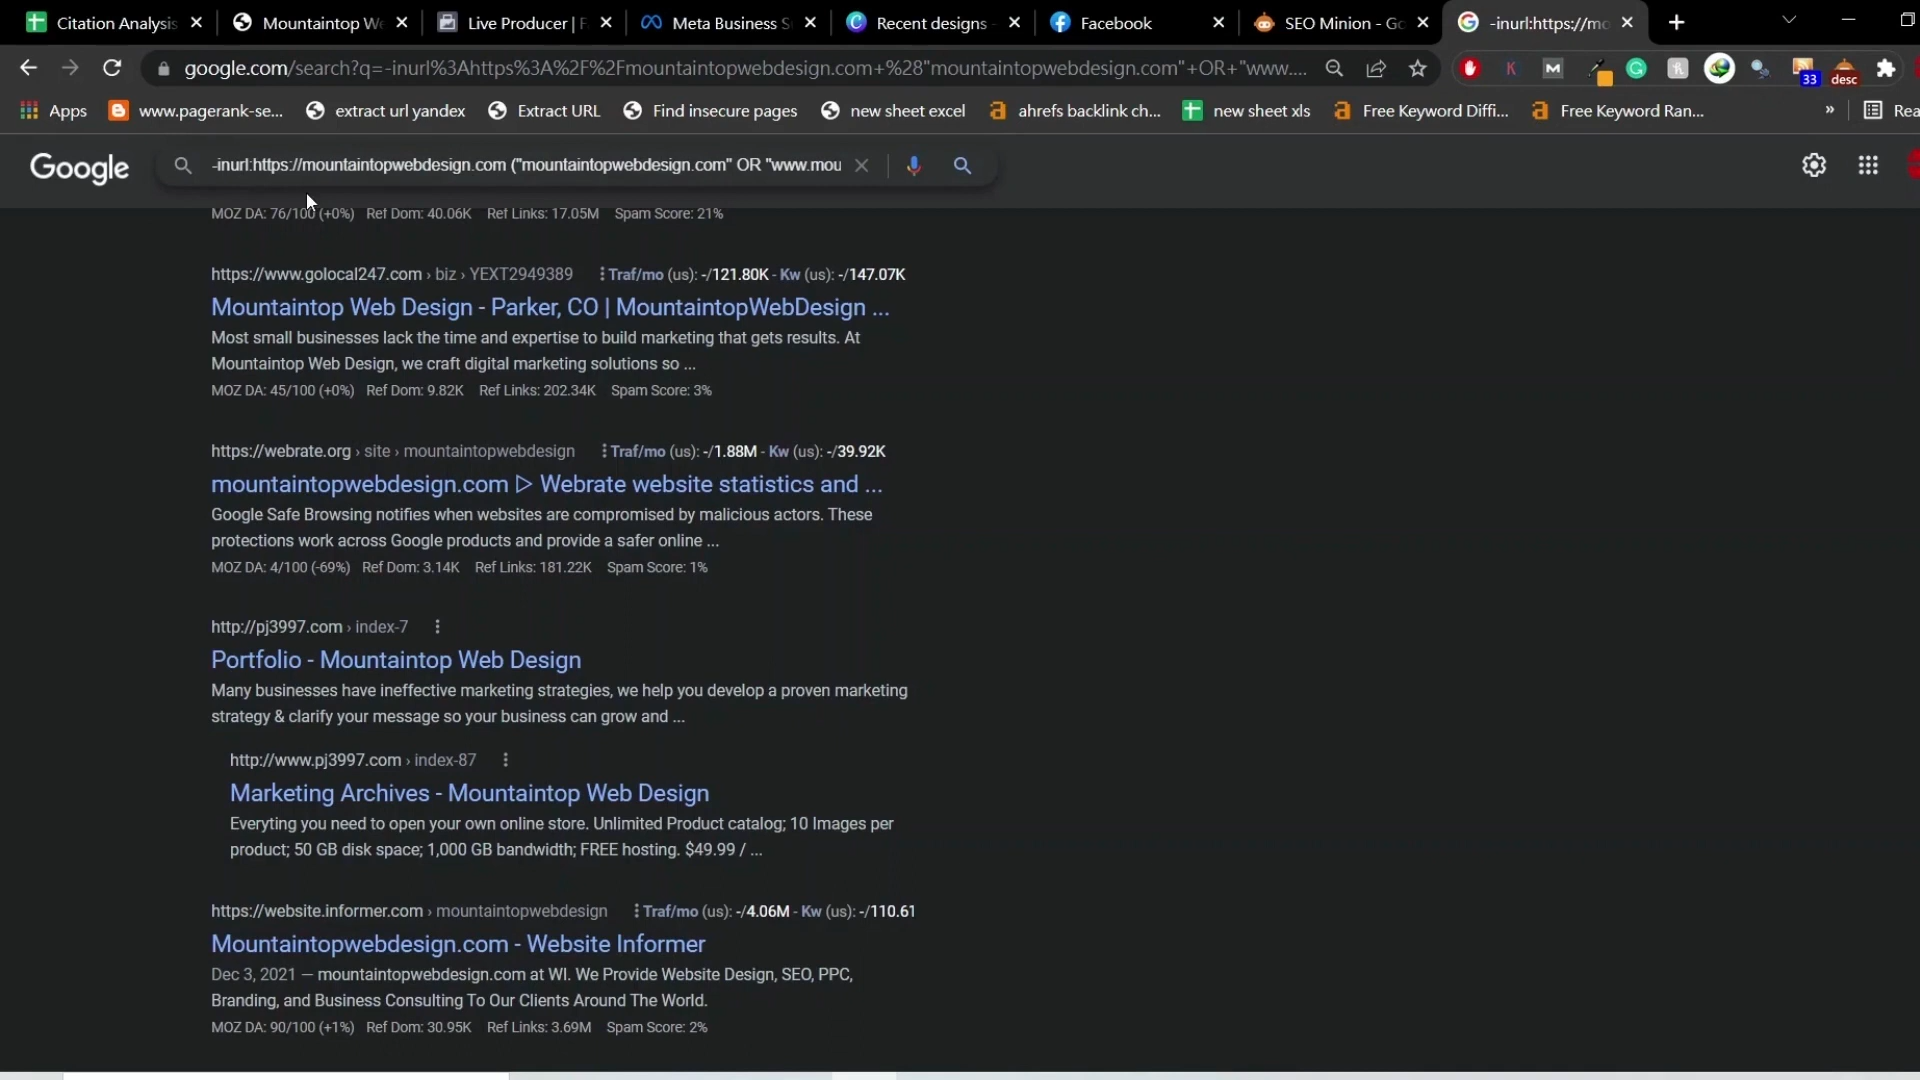 Citation Analysis
Mountaintop We
Live Producer | F
Meta Business S
Recent designs -
Facebook
SEO Minion - Go
-inurl:https://mo
google.com/search?q=-inurl%3Ahttps%3A%2F%2Fmountaintopwebdesign.com+%28"mountaintopwebdesign.com"+OR+"www....
33
desc
Apps
www.pagerank-se...
extract url yandex
Extract URL
Find insecure pages
new sheet excel
ahrefs backlink ch...
new sheet xls
Free Keyword Diffi...
Free Keyword Ran...
»
Rea
Google
-inurl:https://mountaintopwebdesign.com ("mountaintopwebdesign.com" OR "www.mou
MOZ DA: 76/100 (+0%) Ref Dom: 40.06K Ref Links: 17.05M Spam Score: 21%
https://www.golocal247.com › biz › YEXT2949389 Traf/mo (us): -/121.80K - Kw (us): -/147.07K
Mountaintop Web Design - Parker, CO | MountaintopWebDesign ...
Most small businesses lack the time and expertise to build marketing that gets results. At
Mountaintop Web Design, we craft digital marketing solutions so ...
MOZ DA: 45/100 (+0%) Ref Dom: 9.82K Ref Links: 202.34K Spam Score: 3%
https://webrate.org › site › mountaintopwebdesign Traf/mo (us): -/1.88M - Kw (us): -/39.92K
mountaintopwebdesign.com ▷ Webrate website statistics and ...
Google Safe Browsing notifies when websites are compromised by malicious actors. These
protections work across Google products and provide a safer online ...
MOZ DA: 4/100 (-69%) Ref Dom: 3.14K Ref Links: 181.22K Spam Score: 1%
http://pj3997.com › index-7
Portfolio - Mountaintop Web Design
Many businesses have ineffective marketing strategies, we help you develop a proven marketing
strategy & clarify your message so your business can grow and ...
http://www.pj3997.com › index-87
Marketing Archives - Mountaintop Web Design
Everyting you need to open your own online store. Unlimited Product catalog; 10 Images per
product; 50 GB disk space; 1,000 GB bandwidth; FREE hosting. $49.99 / ...
https://website.informer.com › mountaintopwebdesign Traf/mo (us): -/4.06M - Kw (us): -/110.61
Mountaintopwebdesign.com - Website Informer
Dec 3, 2021 — mountaintopwebdesign.com at WI. We Provide Website Design, SEO, PPC,
Branding, and Business Consulting To Our Clients Around The World.
MOZ DA: 90/100 (+1%) Ref Dom: 30.95K Ref Links: 3.69M Spam Score: 2%